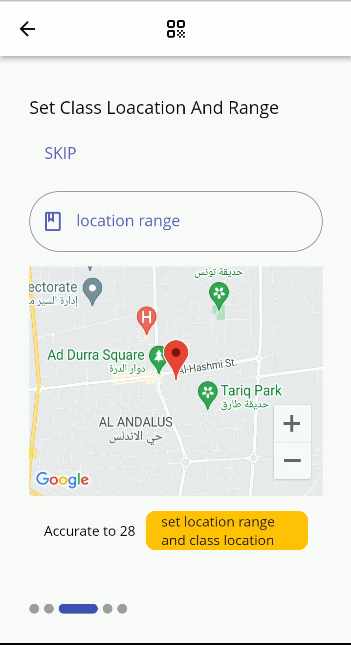 Set Class Loacation And Range
SKIP
location range
حديقة تونس
ectorate
إدارة السير
H
Ad Durra Square
دوار الدرة
Al-Hashmi St.
Tariq Park
حديقة طارق
AL ANDALUS
حي الاندلس
+
−
Google
Accurate to 28
set location range
and class location